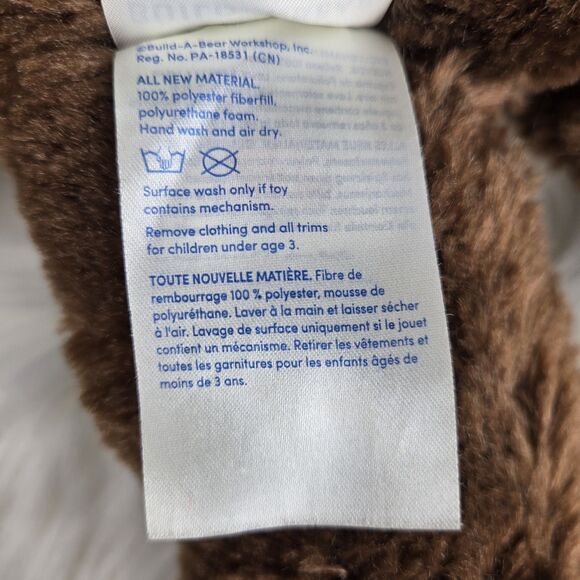 ©Build-A-Bear Workshop, Inc.
Reg. No. PA-18531 (CN)
ALL NEW MATERIAL.
100% polyester fiberfill,
polyurethane foam.
Hand wash and air dry.
Surface wash only if toy
contains mechanism.
Remove clothing and all trims
for children under age 3.
TOUTE NOUVELLE MATIÈRE. Fibre de
rembourrage 100 % polyester, mousse de
polyuréthane. Laver à la main et laisser sécher
à l'air. Lavage de surface uniquement si le jouet
contient un mécanisme. Retirer les vêtements et
toutes les garnitures pour les enfants âgés de
moins de 3 ans.